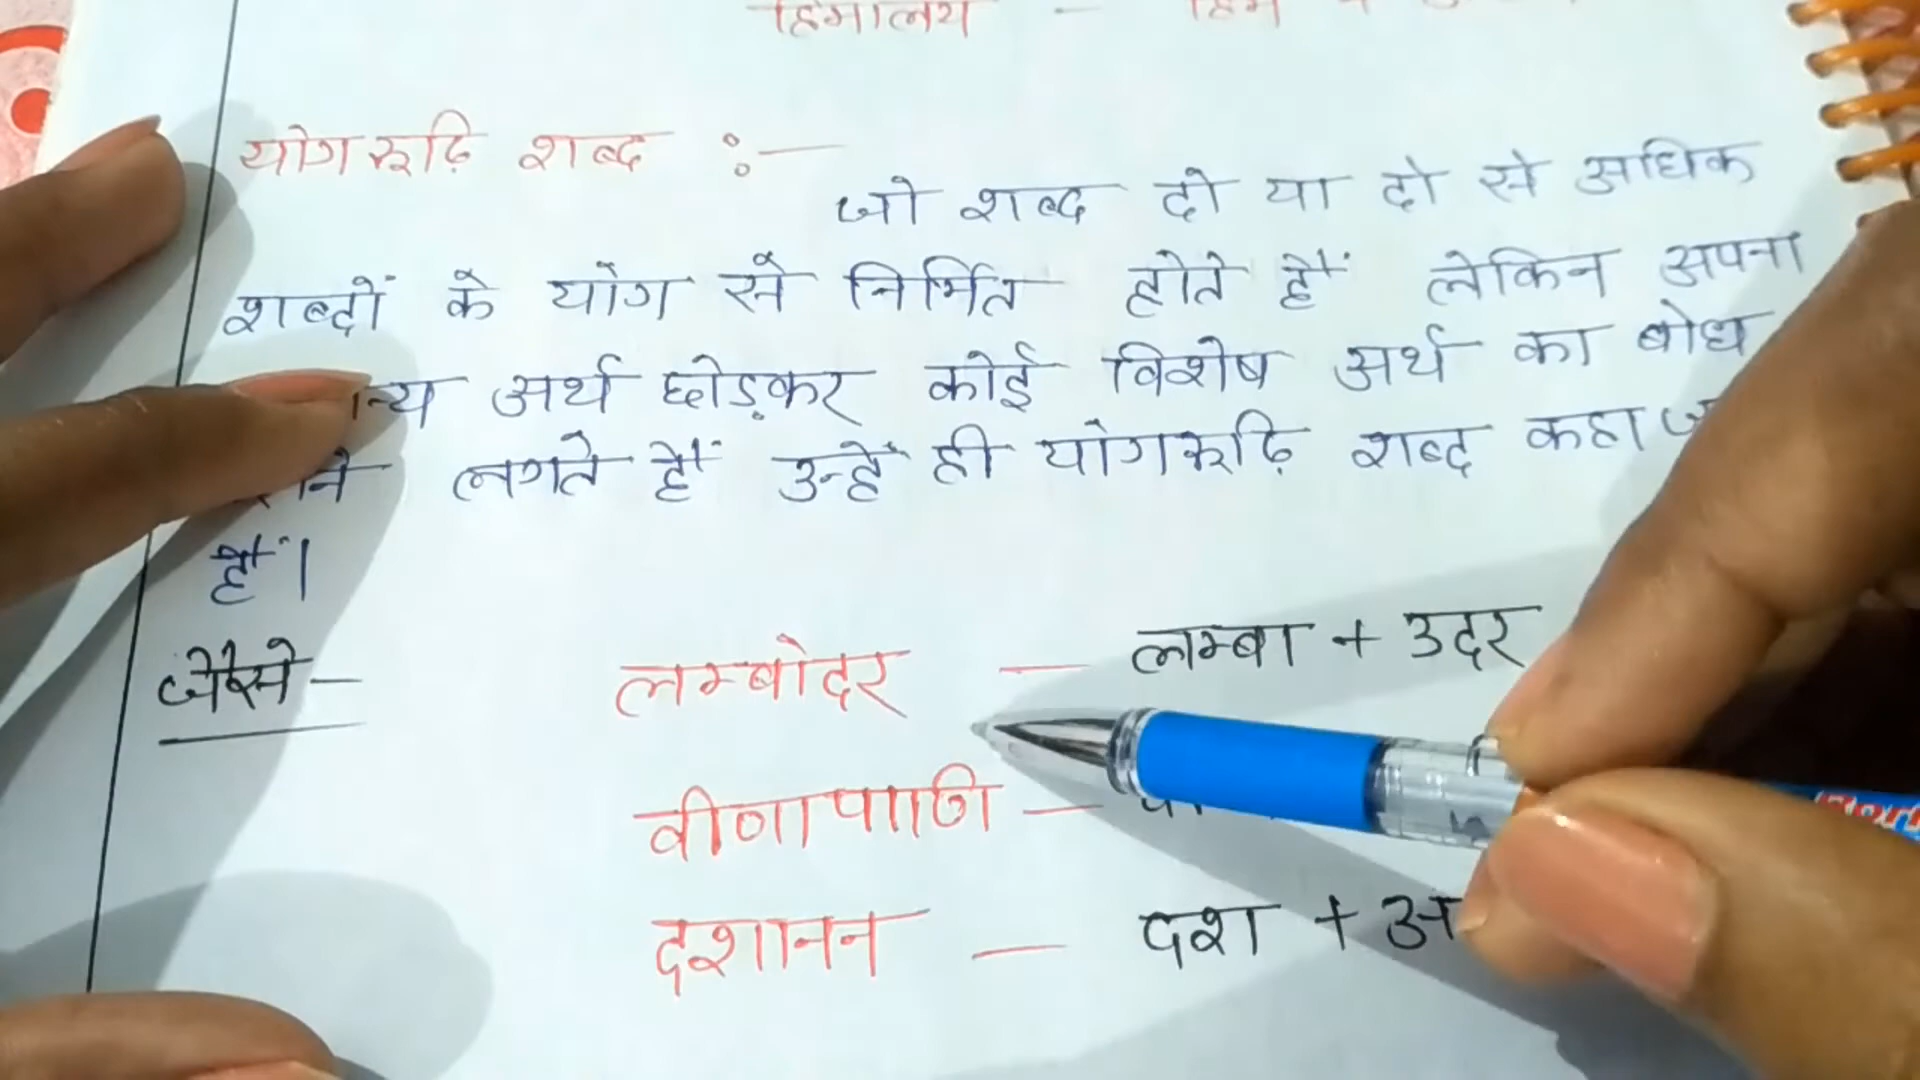 हिमालय - हिम +
योगरूढ़ि शब्द :-
जो शब्द दो या दो से अधिक
शब्दों के योग से निर्मित होते हैं लेकिन अपना
अर्थ छोड़कर कोई विशेष अर्थ का बोध
लगते हैं उन्हें ही योगरूढ़ि शब्द कहा
हैं।
जैसे - लम्बोदर - लम्बा + उदर
वीणापाणि -
दशानन - दश +